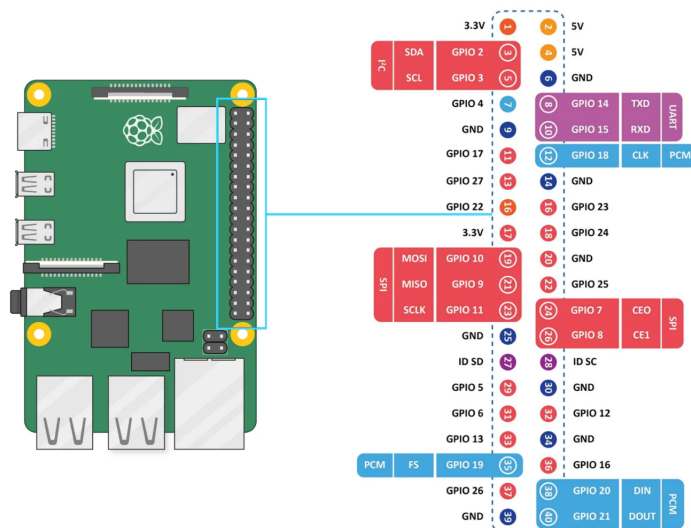 3.3V 1 2 5V
I²C SDA GPIO 2 3 4 5V
SCL GPIO 3 5 6 GND
GPIO 4 7 8 GPIO 14 TXD UART
GND 9 10 GPIO 15 RXD
GPIO 17 11 12 GPIO 18 CLK PCM
GPIO 27 13 14 GND
GPIO 22 16 16 GPIO 23
3.3V 17 18 GPIO 24
SPI MOSI GPIO 10 19 20 GND
MISO GPIO 9 21 22 GPIO 25
SCLK GPIO 11 23 24 GPIO 7 CEO SPI
GND 25 26 GPIO 8 CE1
ID SD 27 28 ID SC
GPIO 5 29 30 GND
GPIO 6 31 32 GPIO 12
GPIO 13 33 34 GND
PCM FS GPIO 19 35 36 GPIO 16
GPIO 26 37 38 GPIO 20 DIN PCM
GND 39 40 GPIO 21 DOUT